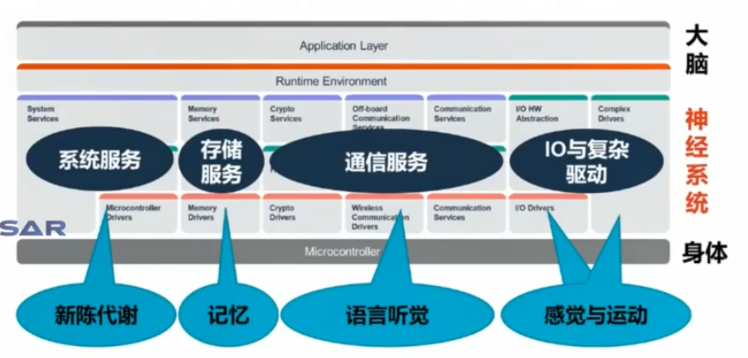 Application Layer
大
脑
Runtime Environment
System
Services
Memory
Services
Crypto
Services
Off-board
Communication
Services
Communication
Services
I/O HW
Abstraction
Complex
Drivers
神
经
系
统
系统服务
存储
服务
通信服务
IO与复杂
驱动
Microcontroller
Drivers
Memory
Drivers
Crypto
Drivers
Wireless
Communication
Drivers
Communication
Services
I/O Drivers
SAR
Microcontroller
身体
新陈代谢
记忆
语言听觉
感觉与运动